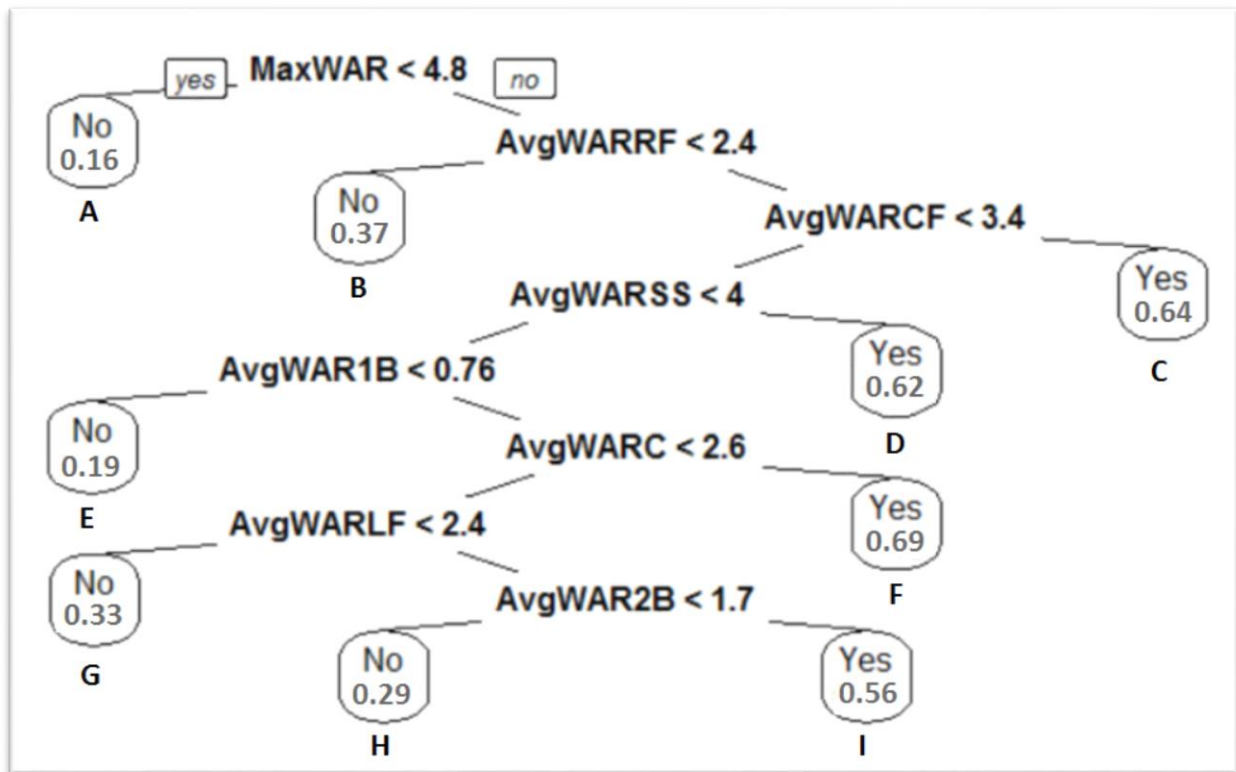 yes MaxWAR < 4.8 no
No
0.16
A
AvgWARRF < 2.4
No
0.37
B
AvgWARCF < 3.4
Yes
0.64
C
AvgWARSS < 4
Yes
0.62
D
AvgWAR1B < 0.76
No
0.19
E
AvgWARC < 2.6
Yes
0.69
F
AvgWARLF < 2.4
No
0.33
G
AvgWAR2B < 1.7
No
0.29
H
Yes
0.56
I